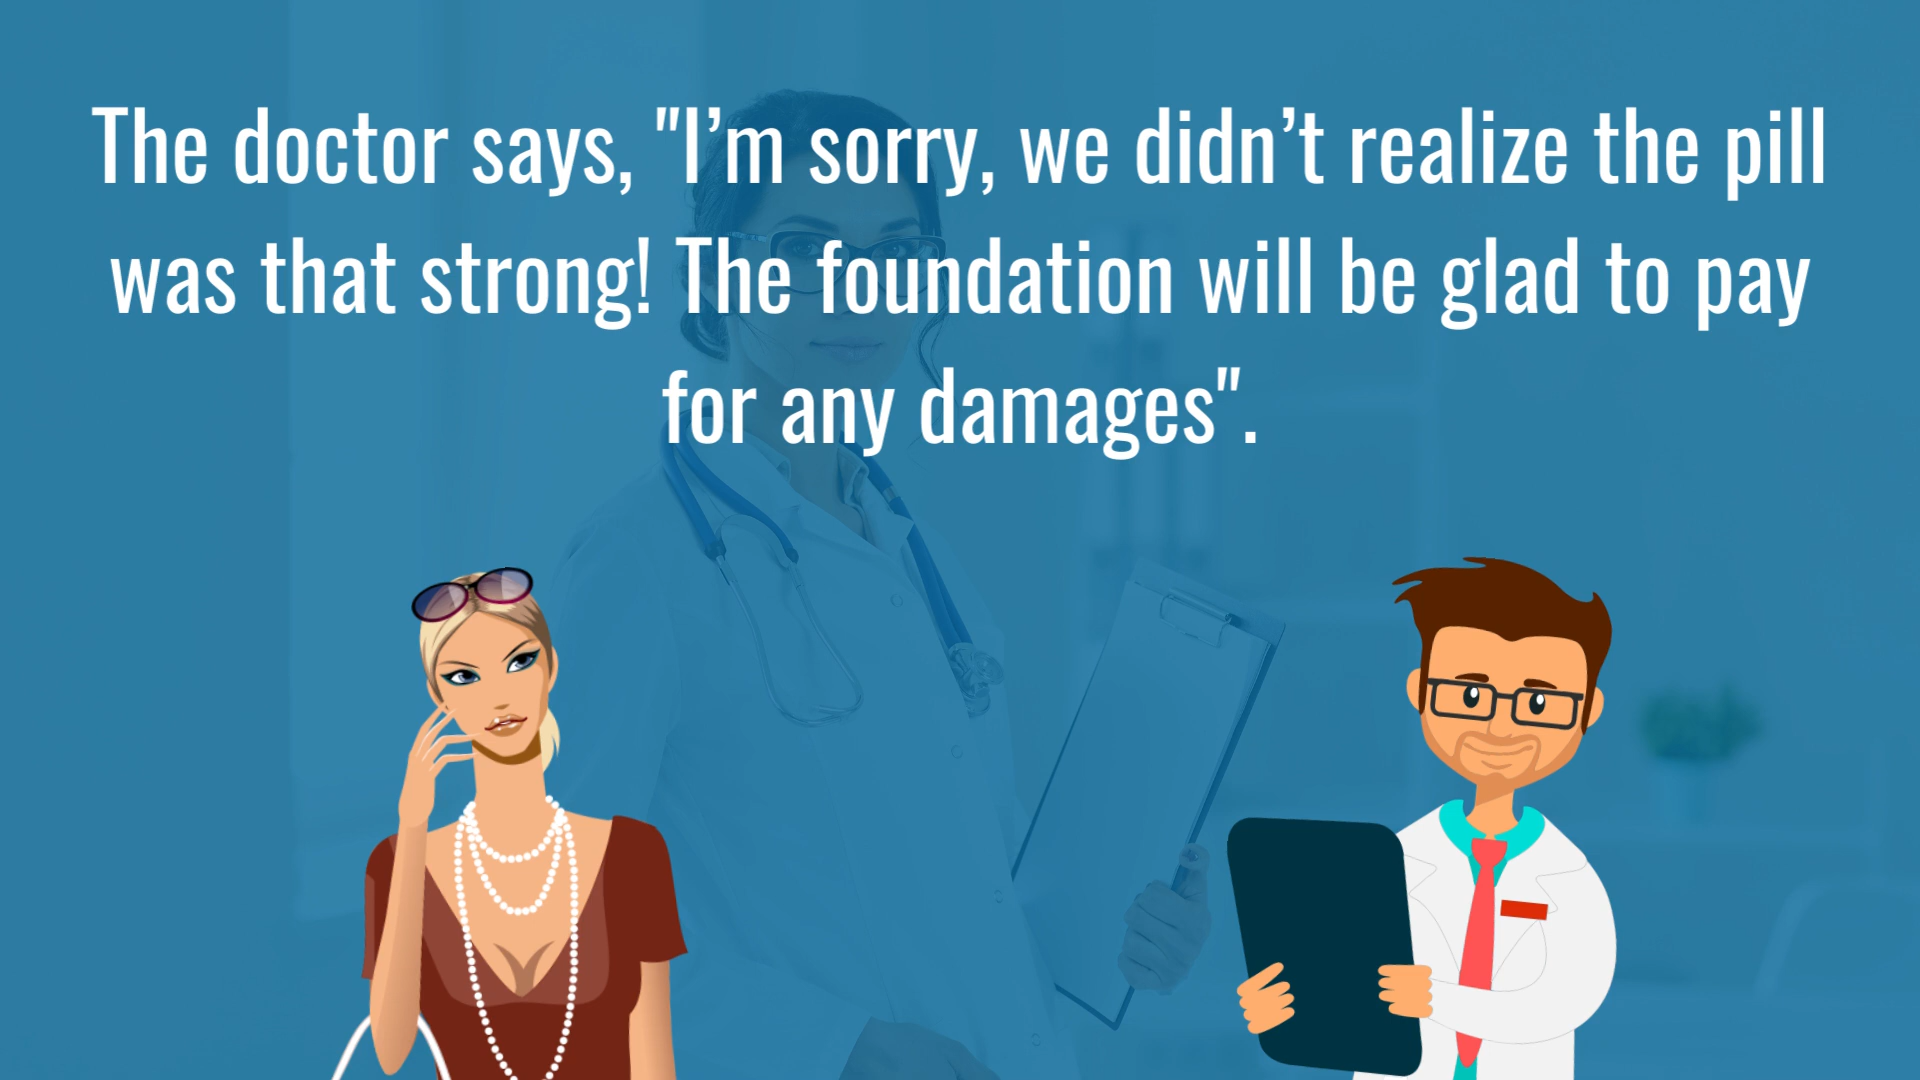 The doctor says, "I’m sorry, we didn’t realize the pill
was that strong! The foundation will be glad to pay
for any damages".